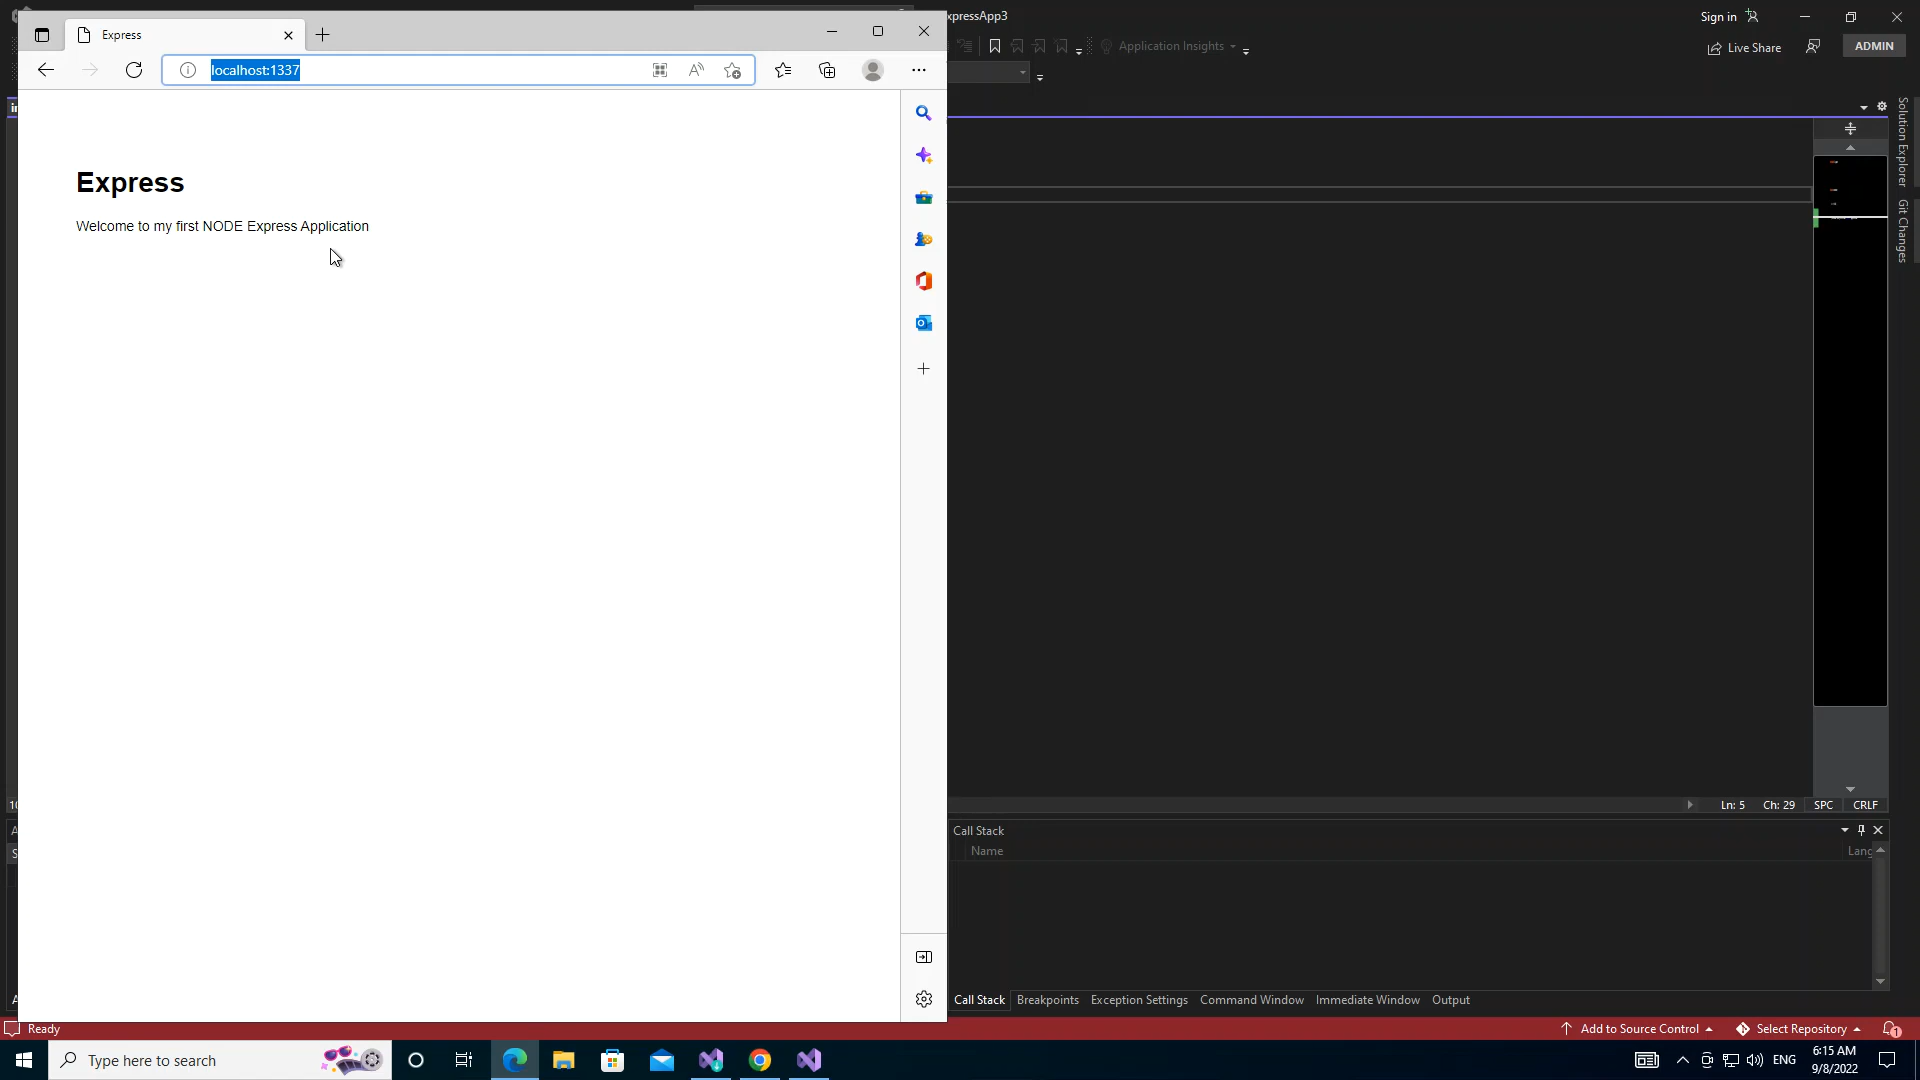 Express
xpressApp3
Sign in
localhost:1337
Application Insights
Live Share
ADMIN
Solution Explorer
Git Changes
Express
Welcome to my first NODE Express Application
Ln: 5 Ch: 29 SPC CRLF
Call Stack
Name
Lang
Call Stack Breakpoints Exception Settings Command Window Immediate Window Output
Ready
Add to Source Control
Select Repository
1
Type here to search
ENG
6:15 AM
9/8/2022